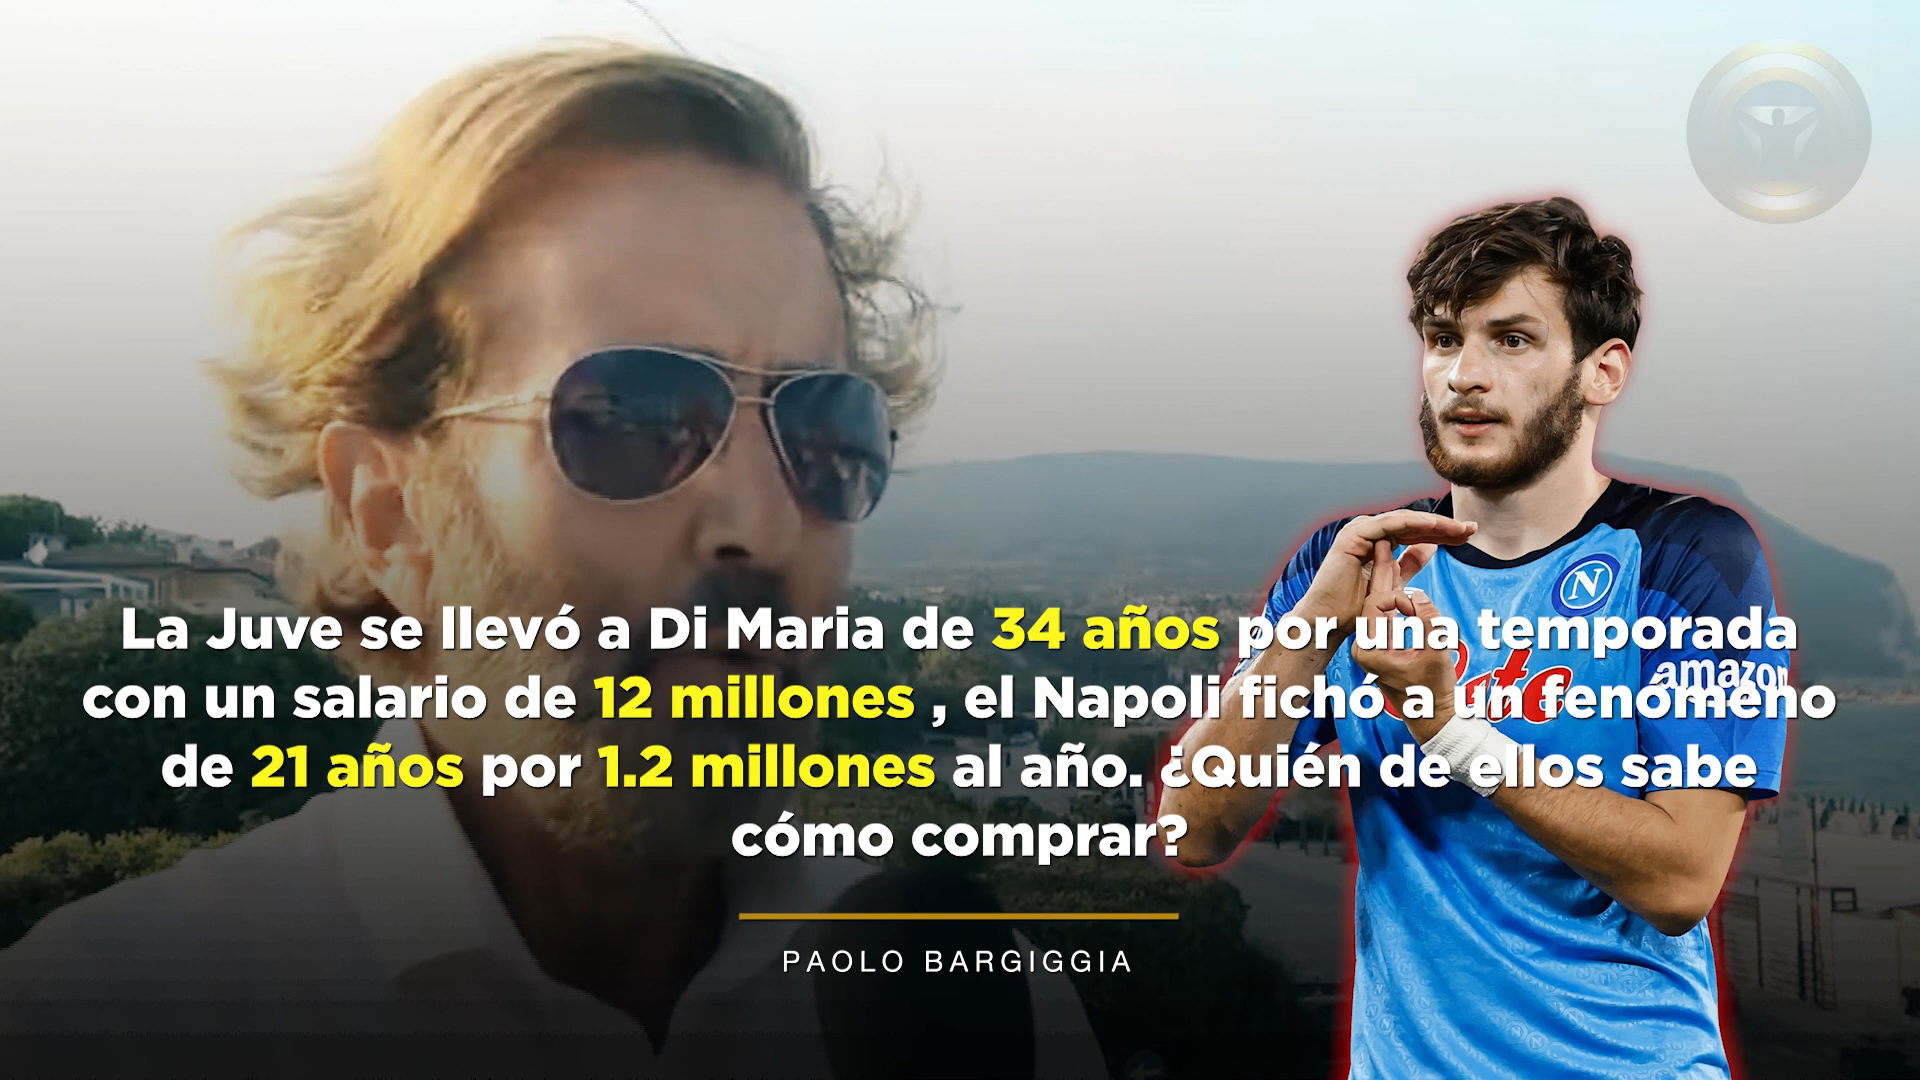 La Juve se llevó a Di Maria de 34 años por una temporada
con un salario de 12 millones , el Napoli fichó a un fenómeno
de 21 años por 1.2 millones al año. ¿Quién de ellos sabe
cómo comprar?
PAOLO BARGIGGIA
N
amazon